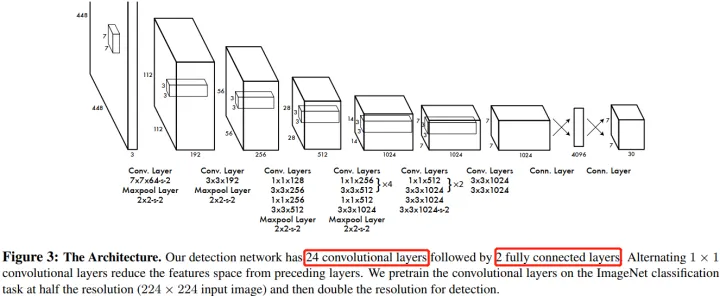 448
7
7
448
3
112
3
3
112
192
56
3
3
56
256
28
3
3
28
512
14
3
3
14
1024
7
3
3
7
1024
7
7
1024
4096
7
7
30
Conv. Layer
7x7x64-s-2
Maxpool Layer
2x2-s-2
Conv. Layer
3x3x192
Maxpool Layer
2x2-s-2
Conv. Layers
1x1x128
3x3x256
1x1x256
3x3x512
Maxpool Layer
2x2-s-2
Conv. Layers
1x1x256
3x3x512
}×4
1x1x512
3x3x1024
Maxpool Layer
2x2-s-2
Conv. Layers
1x1x512
3x3x1024
}×2
3x3x1024
3x3x1024-s-2
Conv. Layers
3x3x1024
3x3x1024
Conn. Layer
Conn. Layer
Figure 3: The Architecture. Our detection network has 24 convolutional layers followed by 2 fully connected layers. Alternating 1 × 1
convolutional layers reduce the features space from preceding layers. We pretrain the convolutional layers on the ImageNet classification
task at half the resolution (224 × 224 input image) and then double the resolution for detection.